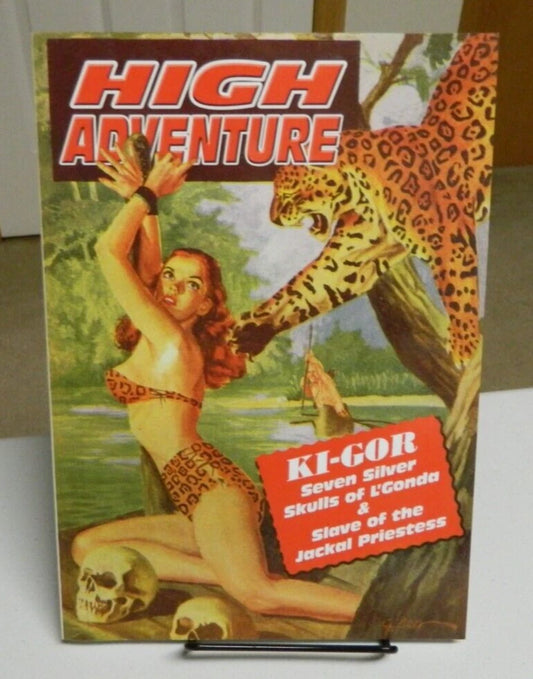 HIGH
ADVENTURE
KI-GOR
Seven Silver
Skulls of L'Gonda
&
Slave of the
Jackal Priestess